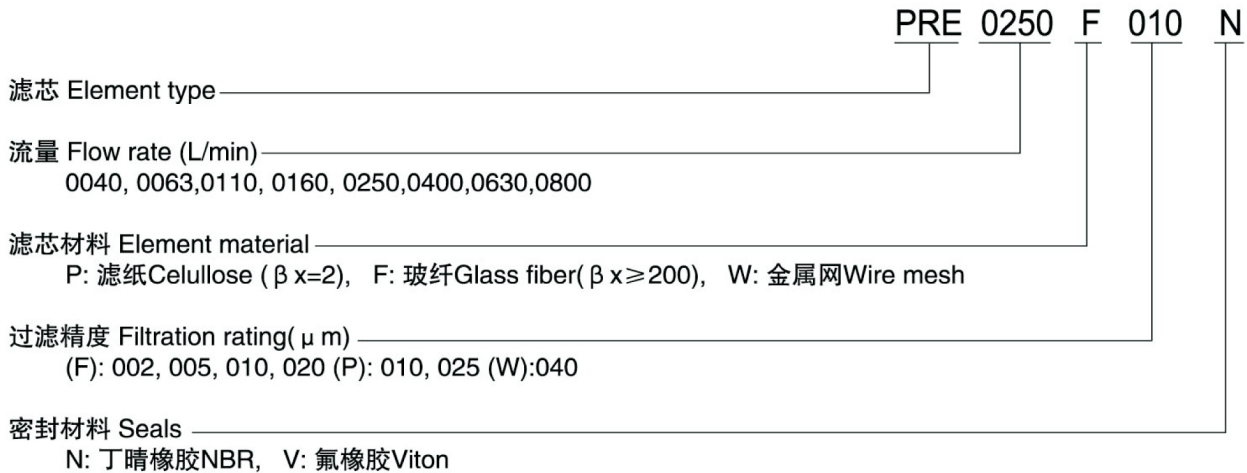 PRE 0250 F 010 N
滤芯 Element type
流量 Flow rate (L/min)
0040, 0063,0110, 0160, 0250,0400,0630,0800
滤芯材料 Element material
P: 滤纸Celullose (βx=2), F: 玻纤Glass fiber(βx≥200), W: 金属网Wire mesh
过滤精度 Filtration rating(μm)
(F): 002, 005, 010, 020 (P): 010, 025 (W):040
密封材料 Seals
N: 丁晴橡胶NBR, V: 氟橡胶Viton